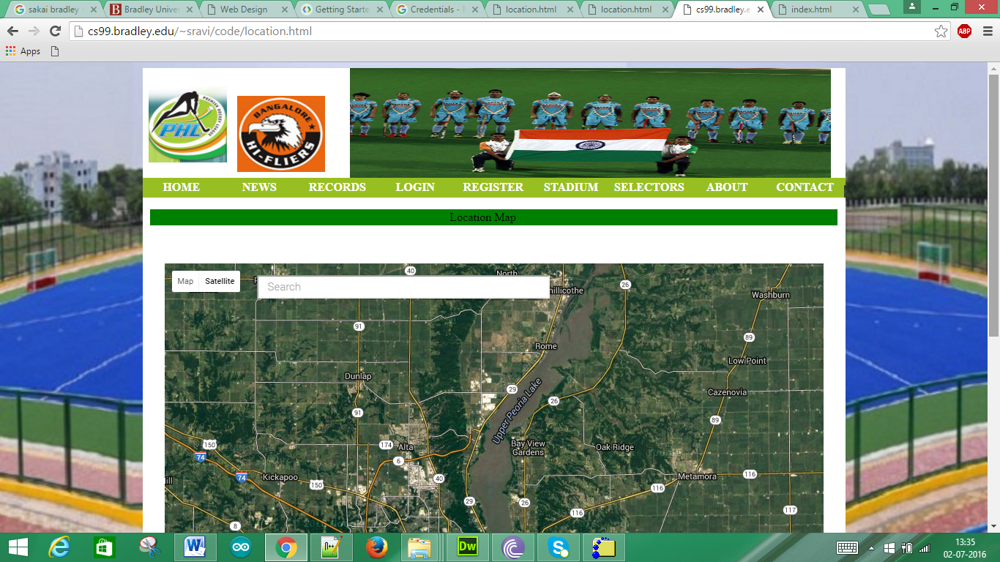 sakai bradley
Bradley Univer
Web Design
Getting Starte
Credentials -
location.html
location.html
cs99.bradley.e
index.html
cs99.bradley.edu/~sravi/code/location.html
ABP
Apps
PREMIER HOCKEY LEAGUE
PHL
BANGALORE
HI-FLIERS
HOME NEWS RECORDS LOGIN REGISTER STADIUM SELECTORS ABOUT CONTACT
Location Map
Map Satellite
Search
North
hillicothe
40
26
Washburn
91
89
Rome
Low Point
Dunlap
29
Cazenovia
Upper Peoria Lake
26
91
89
150
174
Alta
Bay View
Gardens
Oak Ridge
74
6
74
Kickapoo
150
40
Metamora
116
ill
116
29
26
116
117
8
W
N++
Dw
S
13:35
02-07-2016